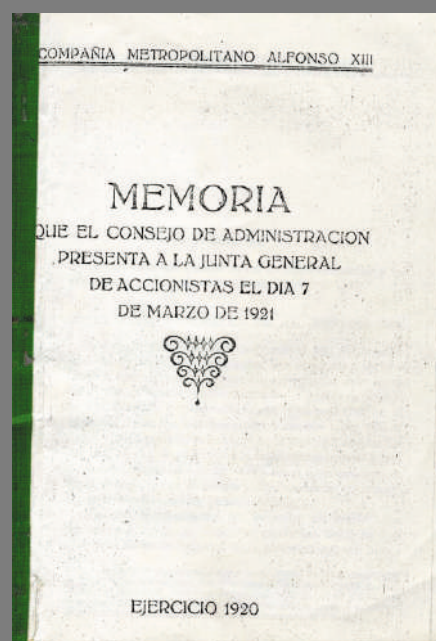 COMPAÑIA METROPOLITANO ALFONSO XIII
MEMORIA
QUE EL CONSEJO DE ADMINISTRACION
PRESENTA A LA JUNTA GENERAL
DE ACCIONISTAS EL DIA 7
DE MARZO DE 1921
EJERCICIO 1920